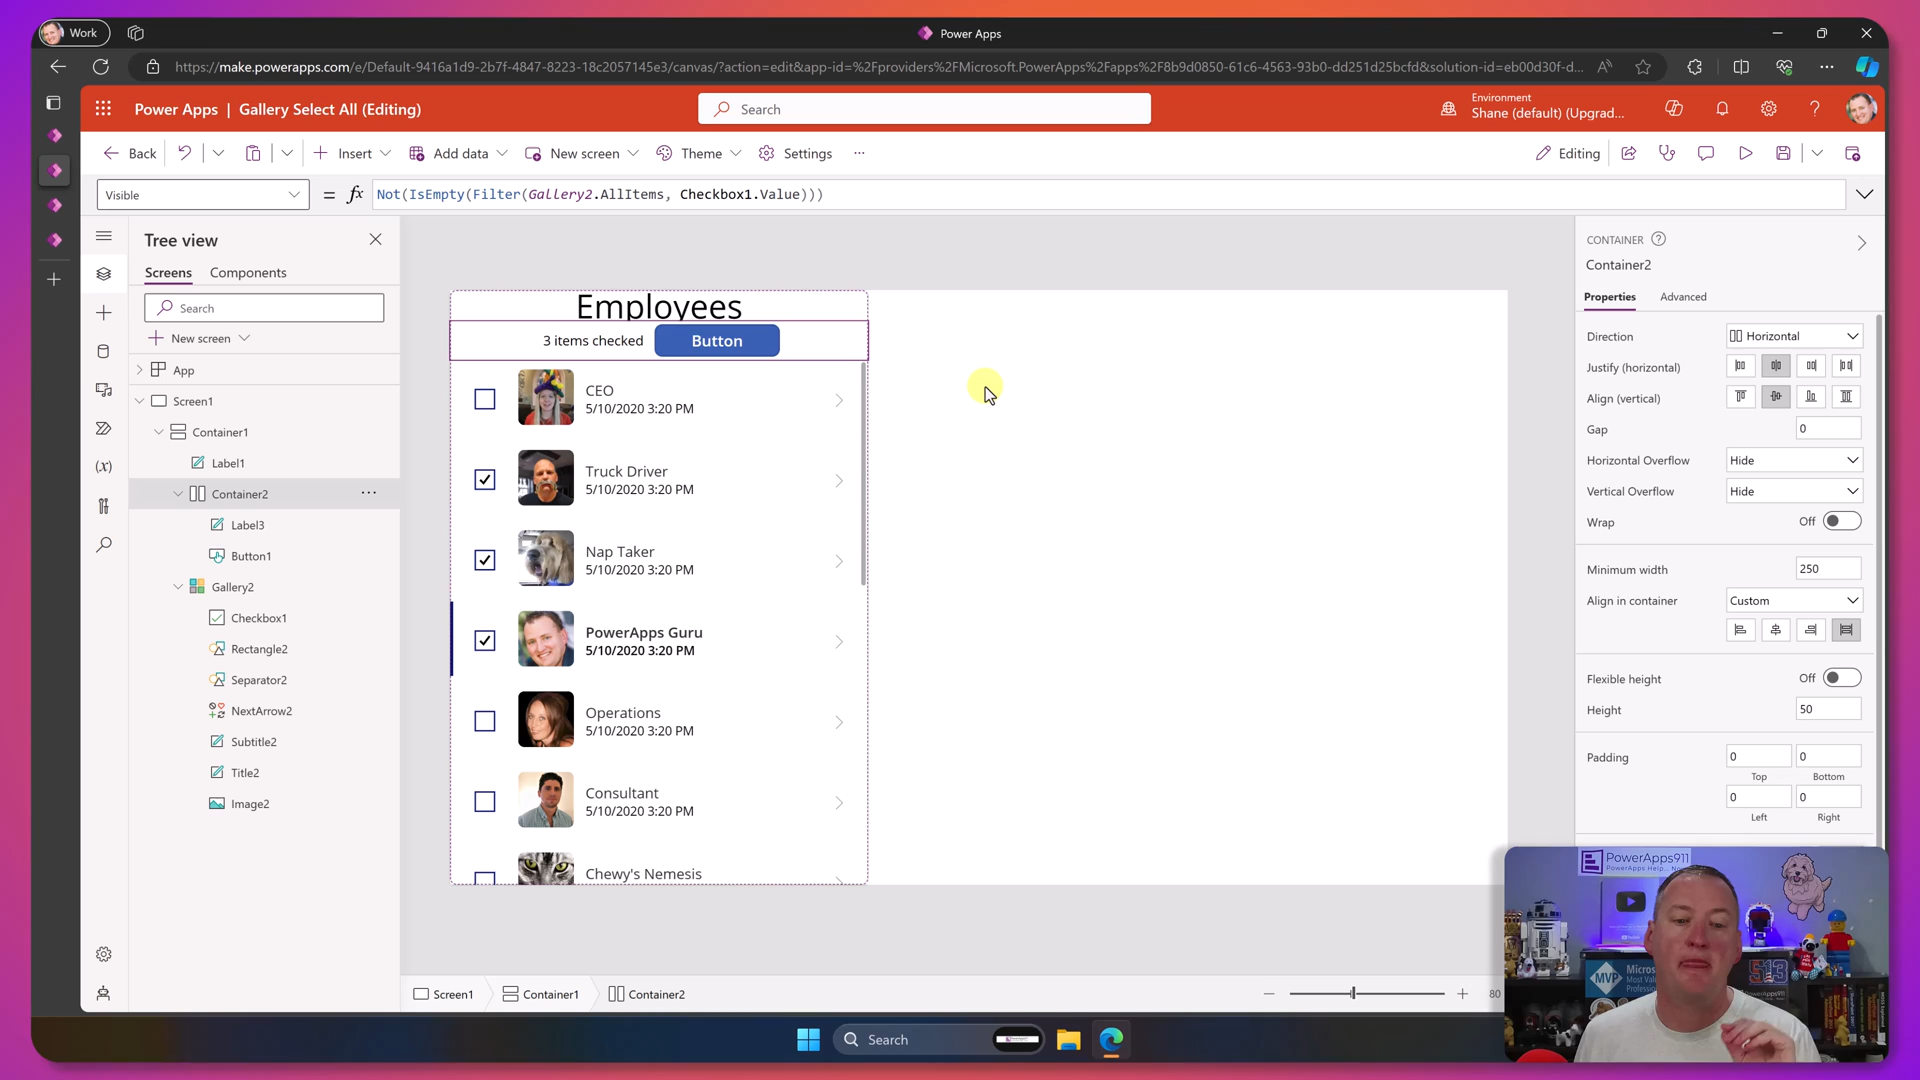 Work
Power Apps
https://make.powerapps.com/e/Default-9416a1d9-2b7f-4847-8223-18c2057145e3/canvas/?action=edit&app-id=%2Fproviders%2FMicrosoft.PowerApps%2Fapps%2F8b9d0850-61c6-4563-93b0-dd251d25bcfd&solution-id=eb00d30f-d...
Power Apps | Gallery Select All (Editing)
Search
Environment
Shane (default) (Upgrad...
Back
Insert
Add data
New screen
Theme
Settings
Editing
Visible
= fx Not(IsEmpty(Filter(Gallery2.AllItems, Checkbox1.Value)))
Tree view
Screens
Components
Search
New screen
App
Screen1
Container1
Label1
Container2
Label3
Button1
Gallery2
Checkbox1
Rectangle2
Separator2
NextArrow2
Subtitle2
Title2
Image2
Employees
3 items checked
Button
CEO
5/10/2020 3:20 PM
Truck Driver
5/10/2020 3:20 PM
Nap Taker
5/10/2020 3:20 PM
PowerApps Guru
5/10/2020 3:20 PM
Operations
5/10/2020 3:20 PM
Consultant
5/10/2020 3:20 PM
Chewy's Nemesis
CONTAINER
Container2
Properties
Advanced
Direction
Horizontal
Justify (horizontal)
Align (vertical)
Gap
0
Horizontal Overflow
Hide
Vertical Overflow
Hide
Wrap
Off
Minimum width
250
Align in container
Custom
Flexible height
Off
Height
50
Padding
0
0
Top
Bottom
0
0
Left
Right
PowerApps911
PowerApps Help...
MVP
513
Screen1
Container1
Container2
80
Search